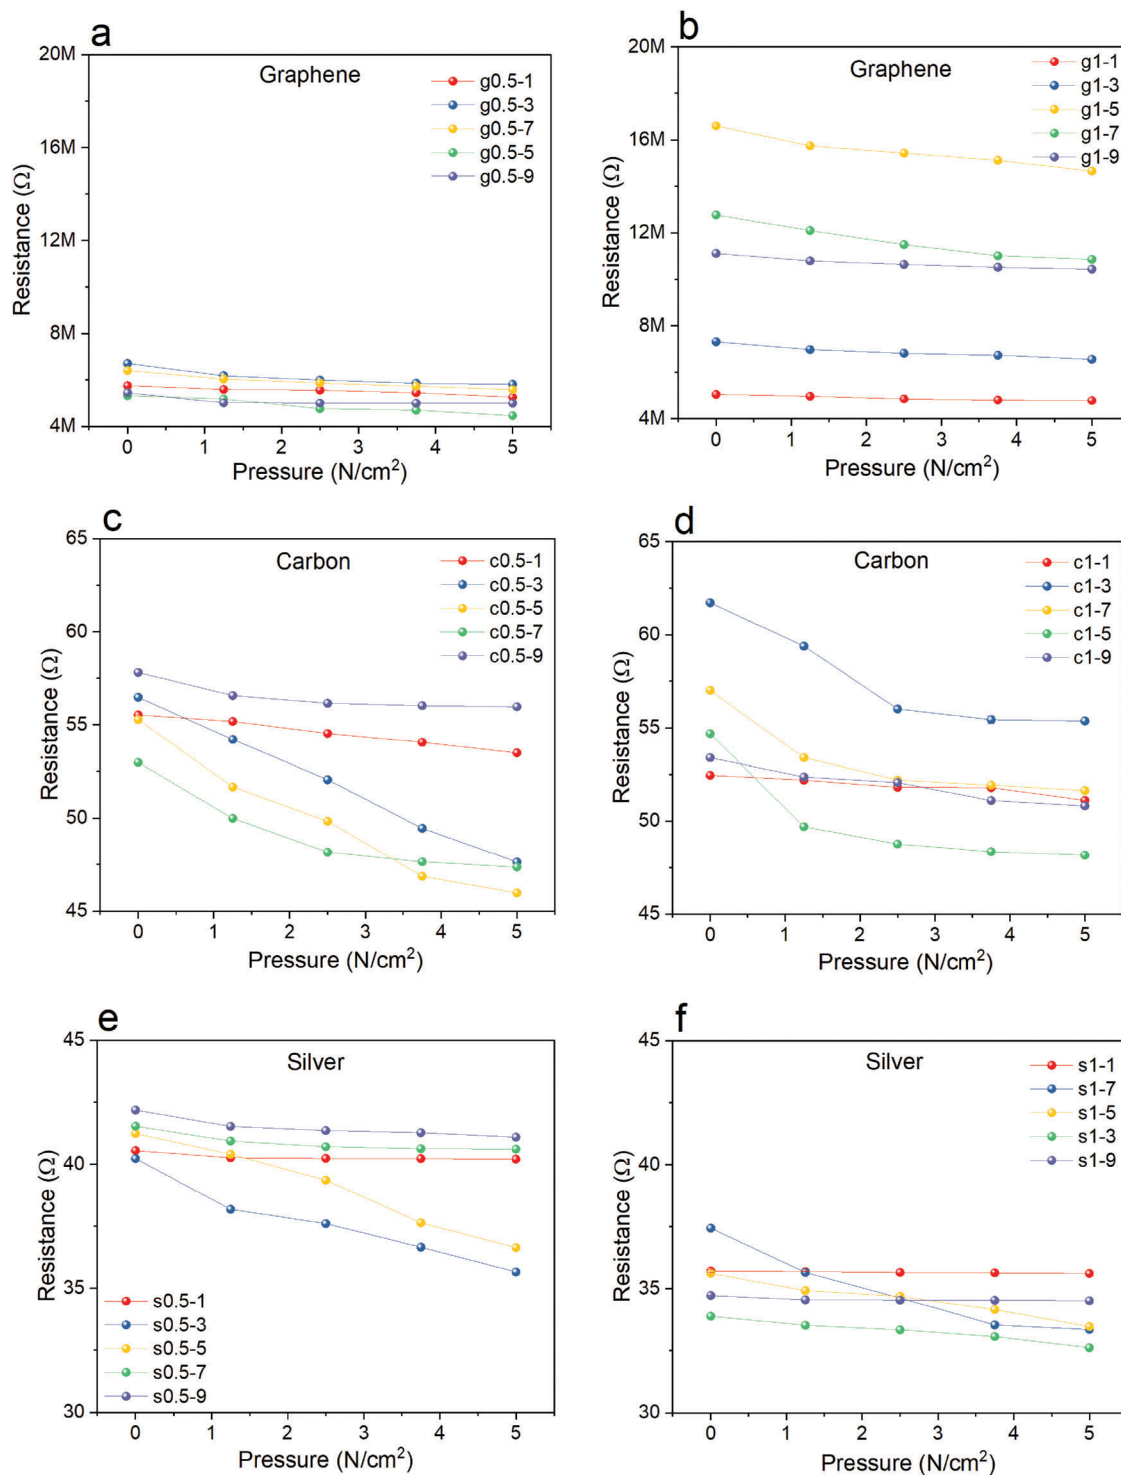 a
Graphene
20M
16M
12M
8M
4M
Resistance (Ω)
g0.5-1
g0.5-3
g0.5-7
g0.5-5
g0.5-9
0 1 2 3 4 5
Pressure (N/cm²)
b
Graphene
20M
16M
12M
8M
4M
Resistance (Ω)
g1-1
g1-3
g1-5
g1-7
g1-9
0 1 2 3 4 5
Pressure (N/cm²)
c
Carbon
65
60
55
50
45
Resistance (Ω)
c0.5-1
c0.5-3
c0.5-5
c0.5-7
c0.5-9
0 1 2 3 4 5
Pressure (N/cm²)
d
Carbon
65
60
55
50
45
Resistance (Ω)
c1-1
c1-3
c1-7
c1-5
c1-9
0 1 2 3 4 5
Pressure (N/cm²)
e
Silver
45
40
35
30
Resistance (Ω)
s0.5-1
s0.5-3
s0.5-5
s0.5-7
s0.5-9
0 1 2 3 4 5
Pressure (N/cm²)
f
Silver
45
40
35
30
Resistance (Ω)
s1-1
s1-7
s1-5
s1-3
s1-9
0 1 2 3 4 5
Pressure (N/cm²)